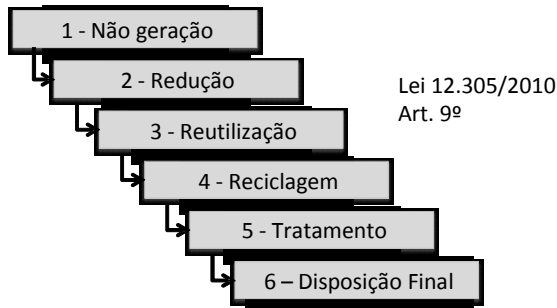 1 - Não geração
2 - Redução
Lei 12.305/2010
Art. 9º
3 - Reutilização
4 - Reciclagem
5 - Tratamento
6 – Disposição Final